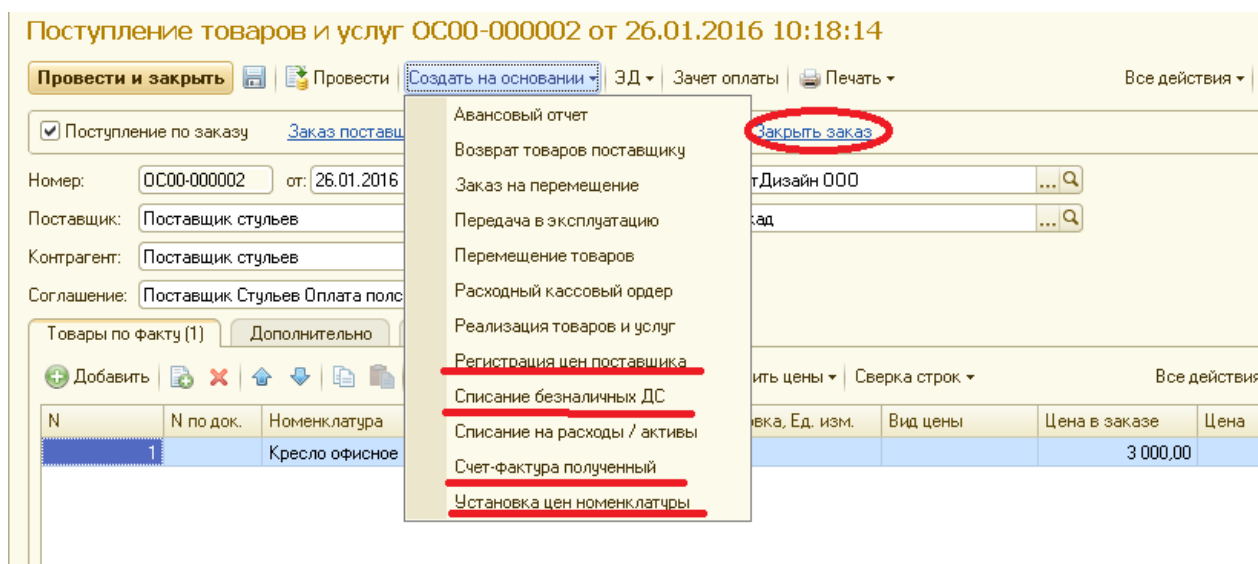 Поступление товаров и услуг ОС00-000002 от 26.01.2016 10:18:14
Провести и закрыть Провести Создать на основании ЭД Зачет оплаты Печать Все действия
Авансовый отчет
Поступление по заказу Заказ поставщ Закрыть заказ
Возврат товаров поставщику
Номер: ОС00-000002 от: 26.01.2016 Заказ на перемещение тДизайн ООО ...
Поставщик: Поставщик стульев Передача в эксплуатацию кад ...
Контрагент: Поставщик стульев Перемещение товаров
Соглашение: Поставщик Стульев Оплата полс Расходный кассовый ордер
Товары по факту (1) Дополнительно Реализация товаров и услуг
Регистрация цен поставщика
Добавить ить цены Сверка строк Все действия
Списание безналичных ДС
N N по док. Номенклатура вка, Ед. изм. Вид цены Цена в заказе Цена
Списание на расходы / активы
1 Кресло офисное 3 000,00
Счет-фактура полученный
Установка цен номенклатуры